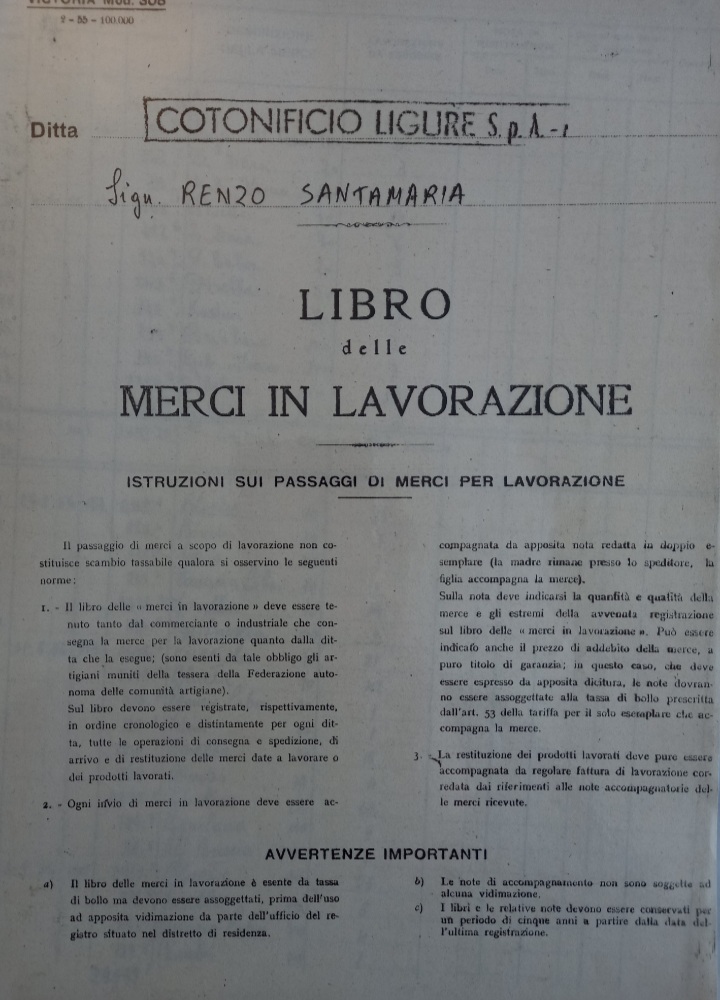 VICTORIA Mod. 308
2 - 55 - 100.000
Ditta COTONIFICIO LIGURE S.p.A.-
Sign. RENZO SANTAMARIA
LIBRO
delle
MERCI IN LAVORAZIONE
ISTRUZIONI SUI PASSAGGI DI MERCI PER LAVORAZIONE
Il passaggio di merci a scopo di lavorazione non co-
stituisce scambio tassabile qualora si osservino le seguenti
norme:
1. - Il libro delle « merci in lavorazione » deve essere te-
nuto tanto dal commerciante o industriale che con-
segna la merce per la lavorazione quanto dalla dit-
ta che la esegue; (sono esenti da tale obbligo gli ar-
tigiani muniti della tessera della Federazione auto-
noma delle comunità artigiane).
Sul libro devono essere registrate, rispettivamente,
in ordine cronologico e distintamente per ogni dit-
ta, tutte le operazioni di consegna e spedizione, di
arrivo e di restituzione delle merci date a lavorare o
dei prodotti lavorati.
2. - Ogni invio di merci in lavorazione deve essere ac-
compagnata da apposita nota redatta in doppio e-
semplare (la madre rimane presso lo speditore, la
figlia accompagna la merce).
Sulla nota deve indicarsi la quantità e qualità della
merce e gli estremi della avvenuta registrazione
sul libro delle « merci in lavorazione ». Può essere
indicato anche il prezzo di addebito della merce, a
puro titolo di garanzia; in questo caso, che deve
essere espresso da apposita dicitura, le note dovran-
no essere assoggettate alla tassa di bollo prescritta
dall'art. 53 della tariffa per il solo esemplare che ac-
compagna la merce.
3. - La restituzione dei prodotti lavorati deve pure essere
accompagnata da regolare fattura di lavorazione cor-
redata dai riferimenti alle note accompagnatorie del-
le merci ricevute.
AVVERTENZE IMPORTANTI
a) Il libro delle merci in lavorazione è esente da tassa
di bollo ma devono essere assoggettati, prima dell'uso
ad apposita vidimazione da parte dell'ufficio del re-
gistro situato nel distretto di residenza.
b) Le note di accompagnamento non sono soggette ad
alcuna vidimazione.
c) I libri e le relative note devono essere conservati per
un periodo di cinque anni a partire dalla data del-
l'ultima registrazione.